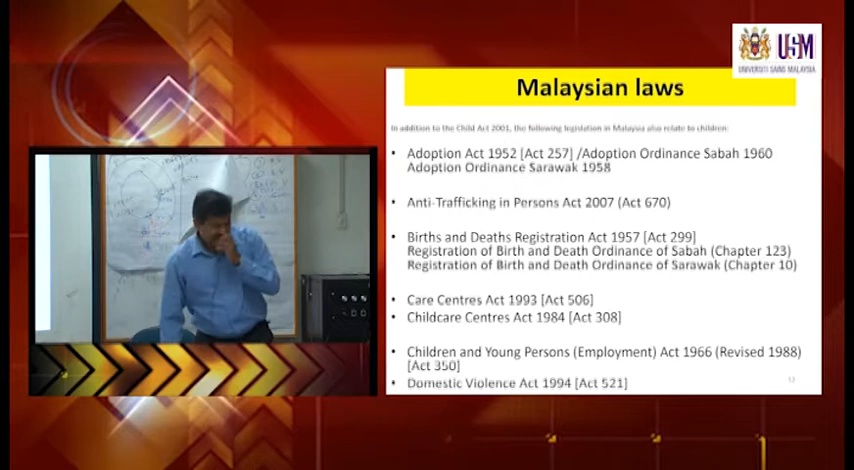 USM
UNIVERSITI SAINS MALAYSIA
Malaysian laws
In addition to the Child Act 2001, the following legislation in Malaysia also relate to children:
• Adoption Act 1952 [Act 257] /Adoption Ordinance Sabah 1960
Adoption Ordinance Sarawak 1958
• Anti-Trafficking in Persons Act 2007 (Act 670)
• Births and Deaths Registration Act 1957 [Act 299]
Registration of Birth and Death Ordinance of Sabah (Chapter 123)
Registration of Birth and Death Ordinance of Sarawak (Chapter 10)
• Care Centres Act 1993 [Act 506]
• Childcare Centres Act 1984 [Act 308]
• Children and Young Persons (Employment) Act 1966 (Revised 1988)
[Act 350]
• Domestic Violence Act 1994 [Act 521]